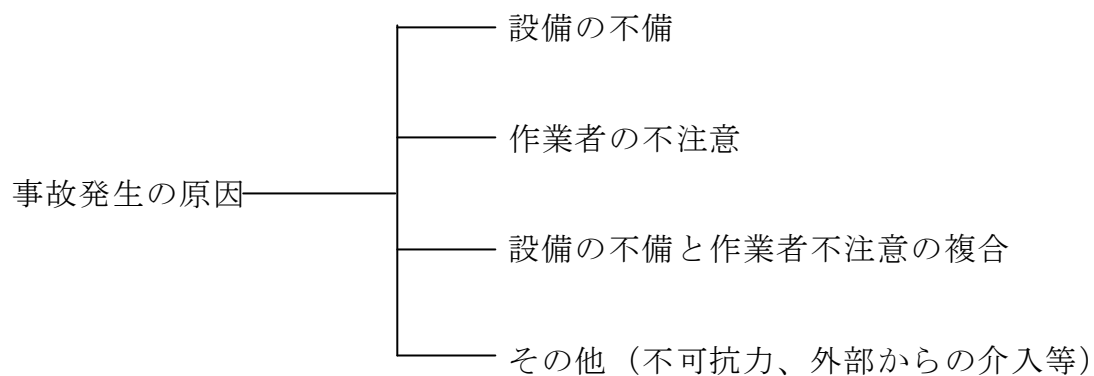 設備の不備
作業者の不注意
事故発生の原因
設備の不備と作業者不注意の複合
その他（不可抗力、外部からの介入等）